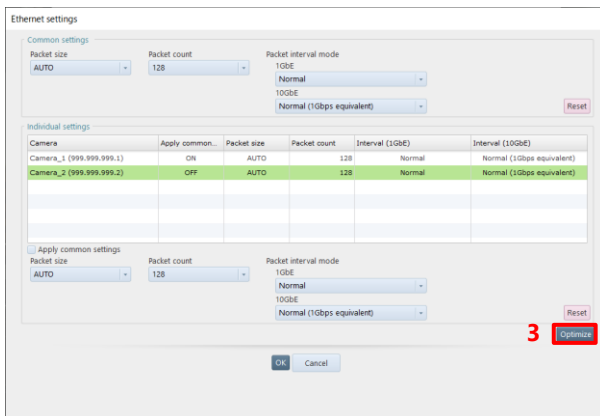 Ethernet settings
Common settings
Packet size Packet count Packet interval mode
1GbE
AUTO 128 Normal
10GbE
Normal (1Gbps equivalent) Reset
Individual settings
Camera Apply common... Packet size Packet count Interval (1GbE) Interval (10GbE)
Camera_1 (999.999.999.1) ON AUTO 128 Normal Normal (1Gbps equivalent)
Camera_2 (999.999.999.2) OFF AUTO 128 Normal Normal (1Gbps equivalent)
Apply common settings
Packet size Packet count Packet interval mode
1GbE
AUTO 128 Normal
10GbE
Normal (1Gbps equivalent) Reset
3 Optimize
OK Cancel